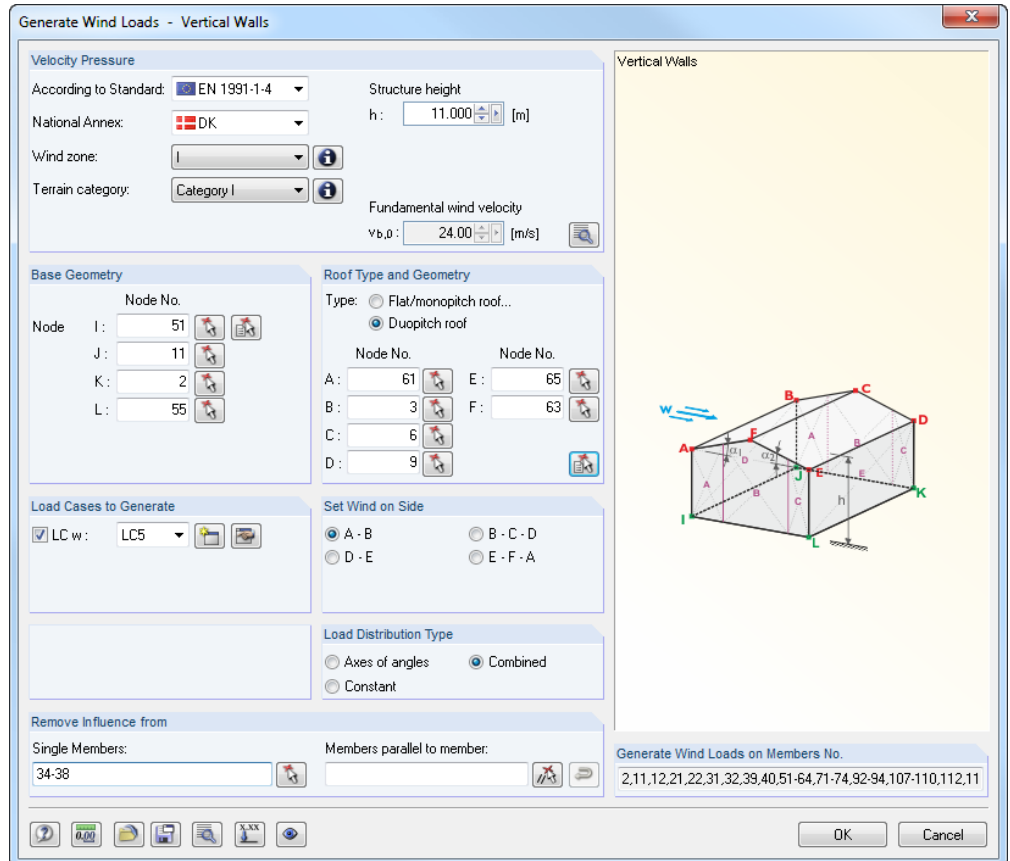 Generate Wind Loads - Vertical Walls
Velocity Pressure
According to Standard: EN 1991-1-4
National Annex: DK
Wind zone: I
Terrain category: Category I
Structure height
h: 11.000 [m]
Fundamental wind velocity
vb,0: 24.00 [m/s]
Base Geometry
Node No.
Node I: 51
J: 11
K: 2
L: 55
Roof Type and Geometry
Type: Flat/monopitch roof...
Duopitch roof
Node No. Node No.
A: 61 E: 65
B: 3 F: 63
C: 6
D: 9
Load Cases to Generate
LC w: LC5
Set Wind on Side
A - B B - C - D
D - E E - F - A
Load Distribution Type
Axes of angles Combined
Constant
Remove Influence from
Single Members: Members parallel to member:
34-38
0.00 x.xx
Vertical Walls
w
B C
A F D
α1 α2
A B C
D E
E
J
A B C
h
K
I
L
Generate Wind Loads on Members No.
2,11,12,21,22,31,32,39,40,51-64,71-74,92-94,107-110,112,11
OK Cancel